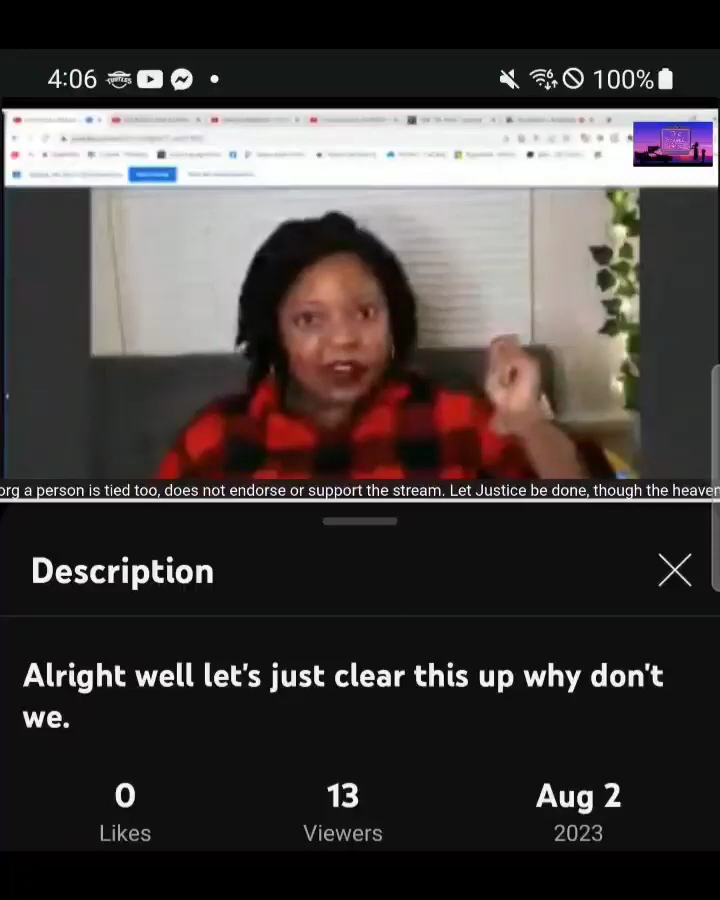 4:06
100%
org a person is tied too, does not endorse or support the stream. Let Justice be done, though the heaven
Description
Alright well let's just clear this up why don't
we.
0 13 Aug 2
Likes Viewers 2023